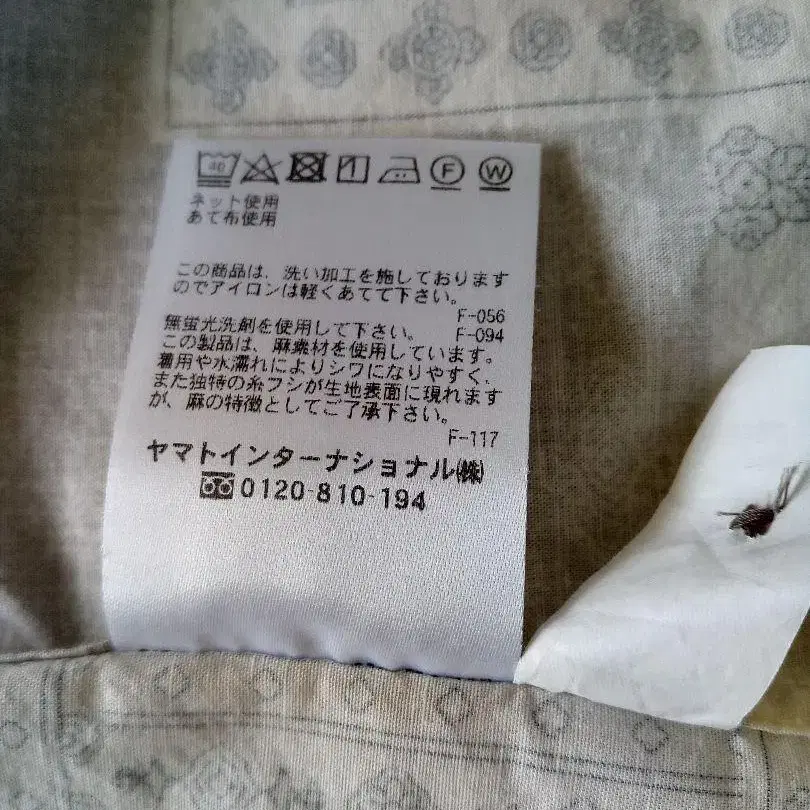 40
F W
ネット使用
あて布使用
この商品は、洗い加工を施しております
のでアイロンは軽くあてて下さい。
F-056
無蛍光洗剤を使用して下さい。 F-094
この製品は、麻素材を使用しています。
着用や水濡れによりシワになりやすく、
また独特の糸フシが生地表面に現れます
が、麻の特徴としてご了承下さい。
F-117
ヤマトインターナショナル㈱
0120-810-194